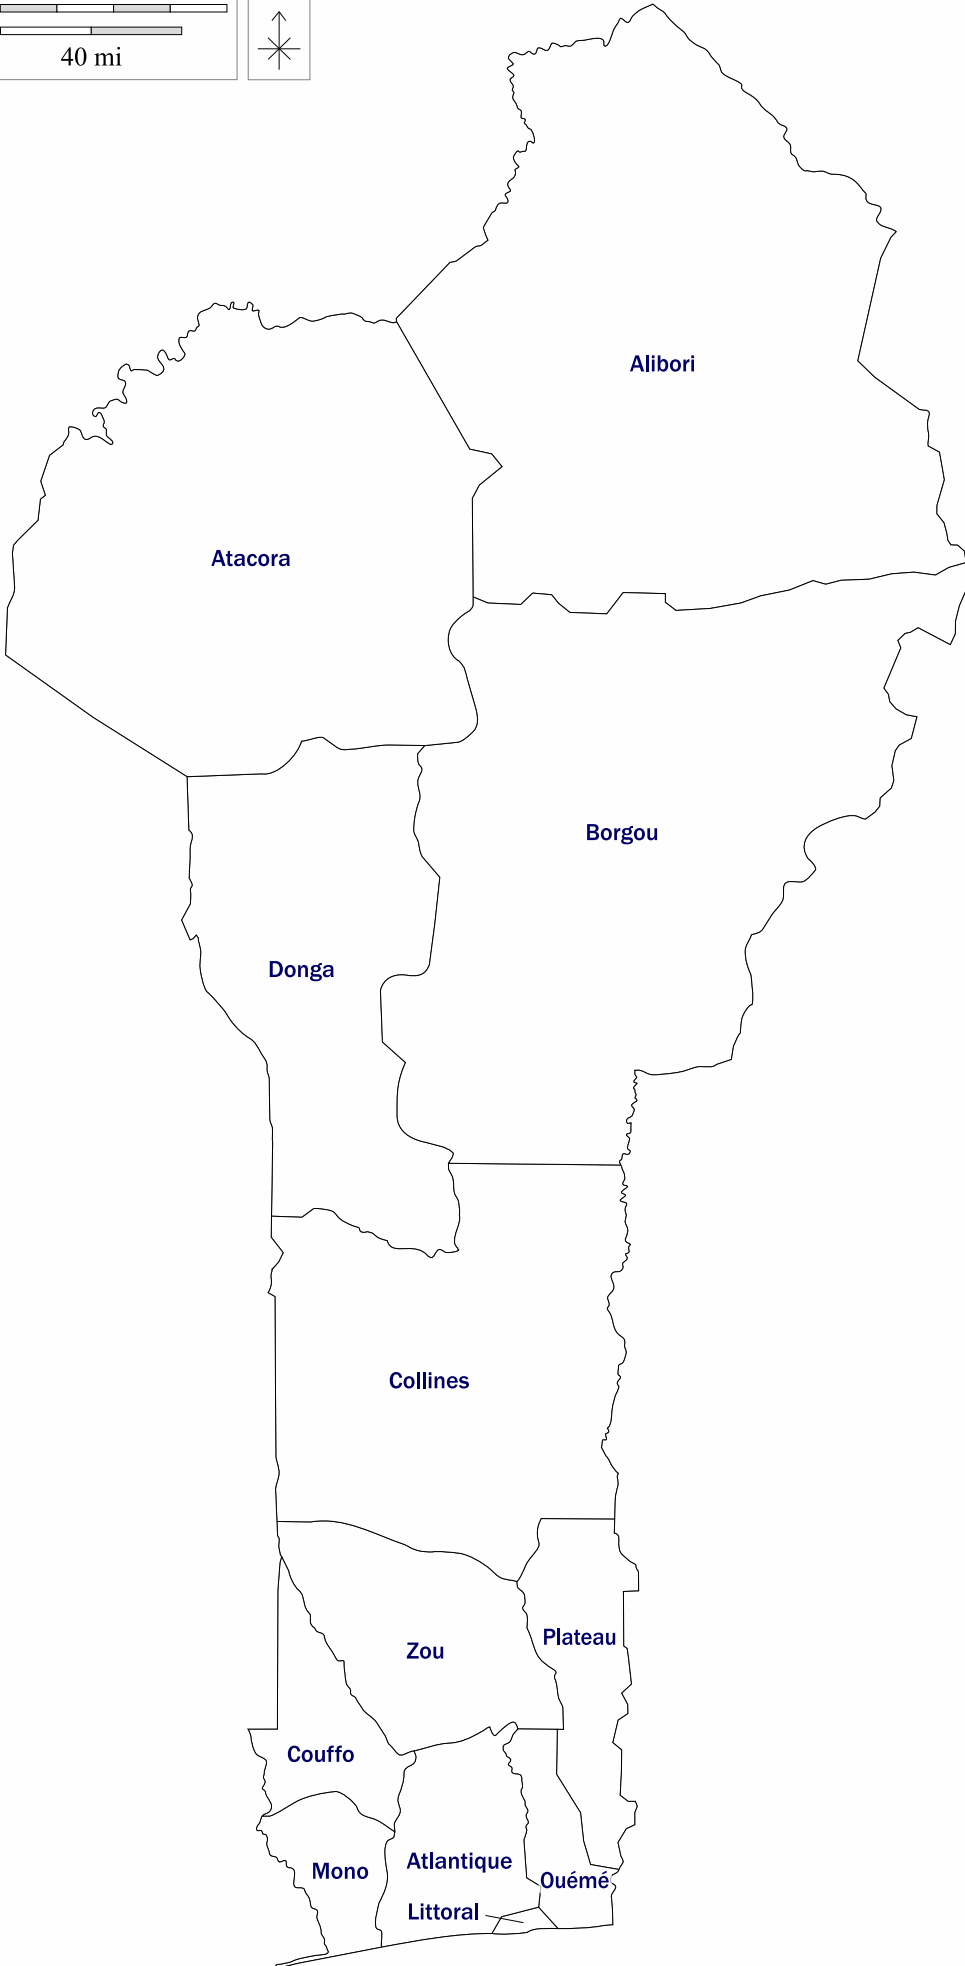 40 mi
Alibori
Atacora
Borgou
Donga
Collines
Plateau
Zou
Couffo
Atlantique
Mono
Ouémé
Littoral